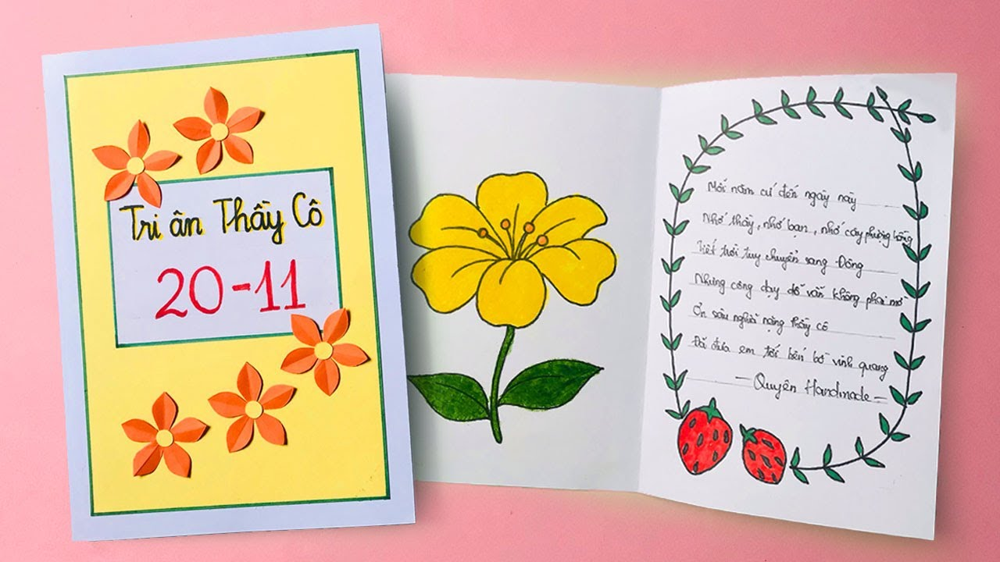 Tri ân Thầy Cô
20-11
Mỗi năm cứ đến ngày này
Nhớ thầy, nhớ bạn, nhớ cây phượng hồng
Tiết trời tuy chuyển sang Đông
Nhưng công dạy dỗ vẫn không phai mờ
Ơn sâu nghĩa nặng thầy cô
Đã đưa em tới bến bờ vinh quang
- Quyên Handmade -